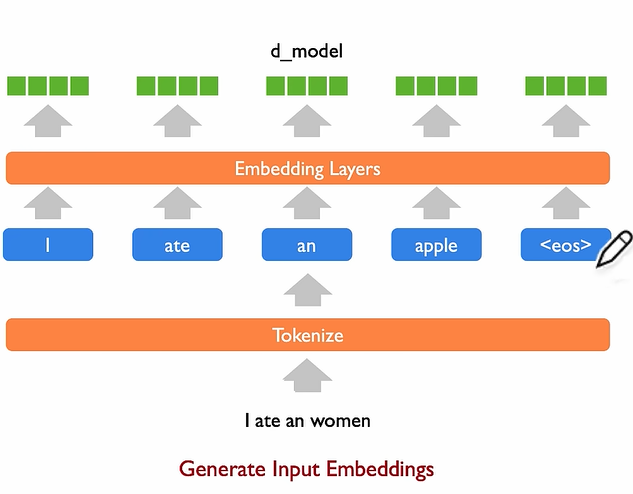 d_model
Embedding Layers
I ate an apple <eos>
Tokenize
I ate an women
Generate Input Embeddings